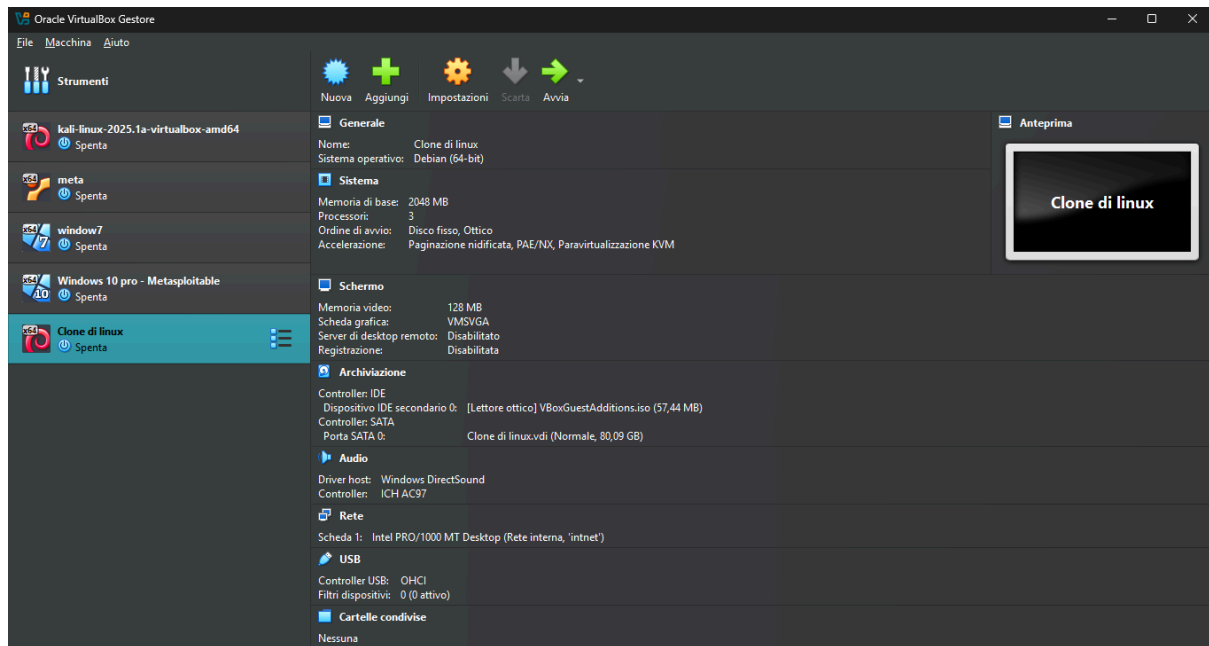 Oracle VirtualBox Gestore
File Macchina Aiuto
Strumenti
Nuova Aggiungi Impostazioni Scarta Avvia
x64 kali-linux-2025.1a-virtualbox-amd64
Spenta
x64 meta
Spenta
x64 7 window7
Spenta
x64 10 Windows 10 pro - Metasploitable
Spenta
x64 Clone di linux
Spenta
Generale
Nome: Clone di linux
Sistema operativo: Debian (64-bit)
Sistema
Memoria di base: 2048 MB
Processori: 3
Ordine di avvio: Disco fisso, Ottico
Accelerazione: Paginazione nidificata, PAE/NX, Paravirtualizzazione KVM
Anteprima
Clone di linux
Schermo
Memoria video: 128 MB
Scheda grafica: VMSVGA
Server di desktop remoto: Disabilitato
Registrazione: Disabilitata
Archiviazione
Controller: IDE
Dispositivo IDE secondario 0: [Lettore ottico] VBoxGuestAdditions.iso (57,44 MB)
Controller: SATA
Porta SATA 0: Clone di linux.vdi (Normale, 80,09 GB)
Audio
Driver host: Windows DirectSound
Controller: ICH AC97
Rete
Scheda 1: Intel PRO/1000 MT Desktop (Rete interna, 'intnet')
USB
Controller USB: OHCI
Filtri dispositivi: 0 (0 attivo)
Cartelle condivise
Nessuna